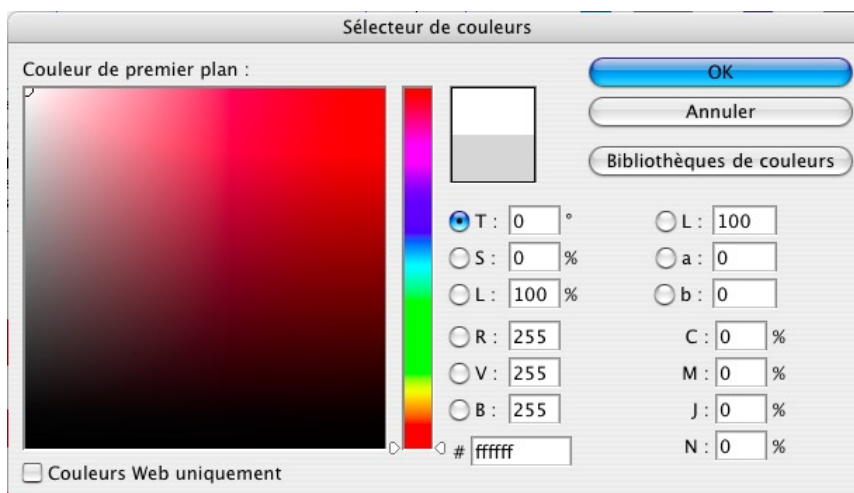 Sélecteur de couleurs
Couleur de premier plan :
OK
Annuler
Bibliothèques de couleurs
T : 0 °
L : 100
S : 0 %
a : 0
L : 100 %
b : 0
R : 255
C : 0 %
V : 255
M : 0 %
B : 255
J : 0 %
# ffffff
N : 0 %
Couleurs Web uniquement